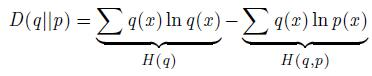 D(q||p) = ∑ q(x) ln q(x) − ∑ q(x) ln p(x)
H(q) H(q,p)